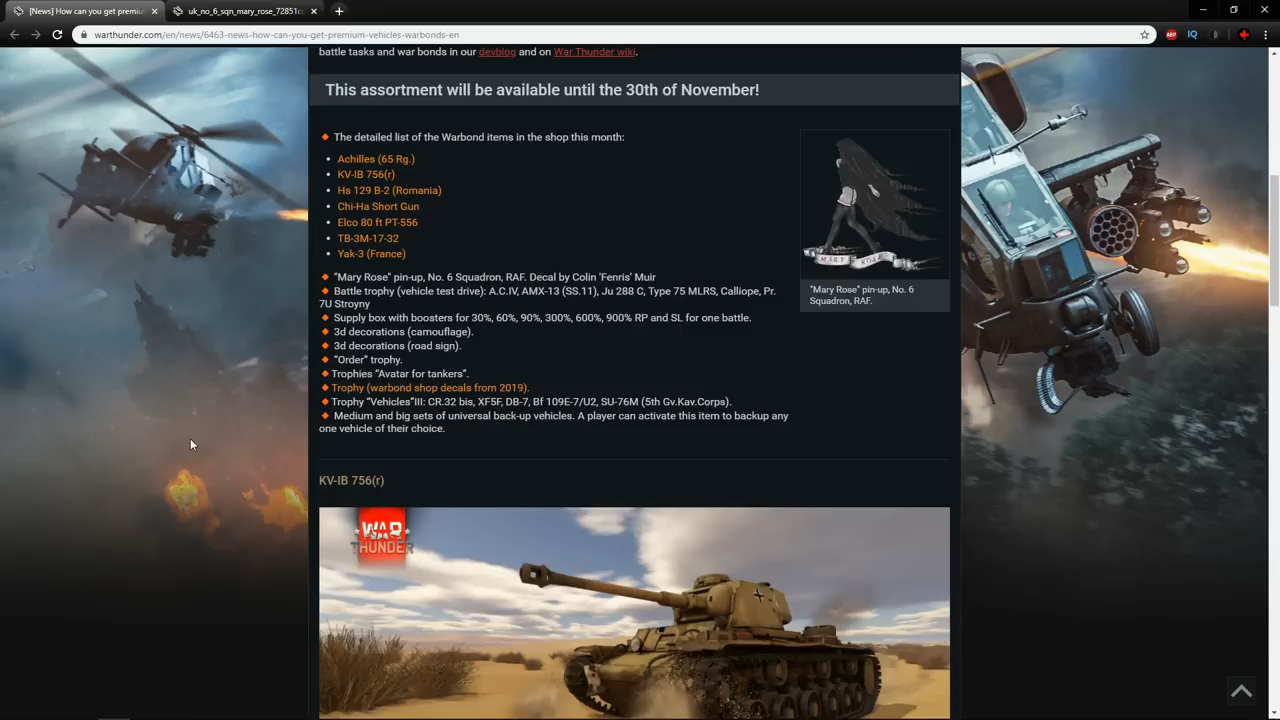 [News] How can you get premiu
uk_no_6_sqn_mary_rose_72851c
warthunder.com/en/news/6463-news-how-can-you-get-premium-vehicles-warbonds-en
ABP
IQ
battle tasks and war bonds in our devblog and on War Thunder wiki.
This assortment will be available until the 30th of November!
The detailed list of the Warbond items in the shop this month:
Achilles (65 Rg.)
KV-IB 756(r)
Hs 129 B-2 (Romania)
Chi-Ha Short Gun
Elco 80 ft PT-556
TB-3M-17-32
Yak-3 (France)
"Mary Rose" pin-up, No. 6 Squadron, RAF. Decal by Colin 'Fenris' Muir
Battle trophy (vehicle test drive): A.C.IV, AMX-13 (SS.11), Ju 288 C, Type 75 MLRS, Calliope, Pr.
7U Stroyny
Supply box with boosters for 30%, 60%, 90%, 300%, 600%, 900% RP and SL for one battle.
3d decorations (camouflage).
3d decorations (road sign).
"Order" trophy.
Trophies "Avatar for tankers".
Trophy (warbond shop decals from 2019).
Trophy "Vehicles"III: CR.32 bis, XF5F, DB-7, Bf 109E-7/U2, SU-76M (5th Gv.Kav.Corps).
Medium and big sets of universal back-up vehicles. A player can activate this item to backup any
one vehicle of their choice.
MARY ROSE
"Mary Rose" pin-up, No. 6
Squadron, RAF.
KV-IB 756(r)
WAR
THUNDER